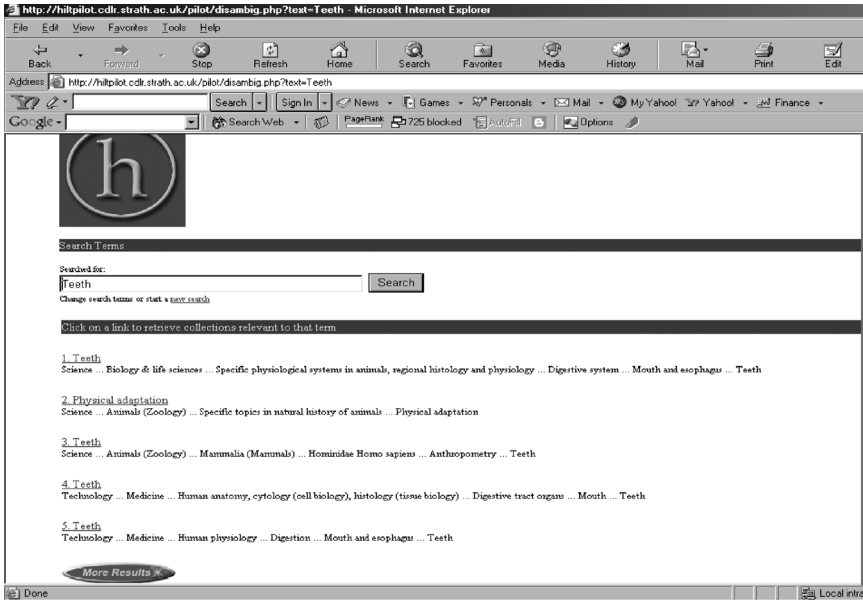 http://hiltpilot.cdlr.strath.ac.uk/pilot/disambig.php?text=Teeth - Microsoft Internet Explorer
File Edit View Favorites Tools Help
Back Forward Stop Refresh Home Search Favorites Media History Mail Print Edit
Address http://hiltpilot.cdlr.strath.ac.uk/pilot/disambig.php?text=Teeth
Y? Search Sign In News Games Personals Mail My Yahoo! Yahoo! Finance
Google Search Web PageRank 725 blocked AutoFill Options
h
Search Terms
Searched for:
Teeth Search
Change search terms or start a new search
Click on a link to retrieve collections relevant to that term
1. Teeth
Science ... Biology & life sciences ... Specific physiological systems in animals, regional histology and physiology ... Digestive system ... Mouth and esophagus ... Teeth
2. Physical adaptation
Science ... Animals (Zoology) ... Specific topics in natural history of animals ... Physical adaptation
3. Teeth
Science ... Animals (Zoology) ... Mammalia (Mammals) ... Hominidae Homo sapiens ... Anthropometry ... Teeth
4. Teeth
Technology ... Medicine ... Human anatomy, cytology (cell biology), histology (tissue biology) ... Digestive tract organs ... Mouth ... Teeth
5. Teeth
Technology ... Medicine ... Human physiology ... Digestion ... Mouth and esophagus ... Teeth
More Results
Done Local intra